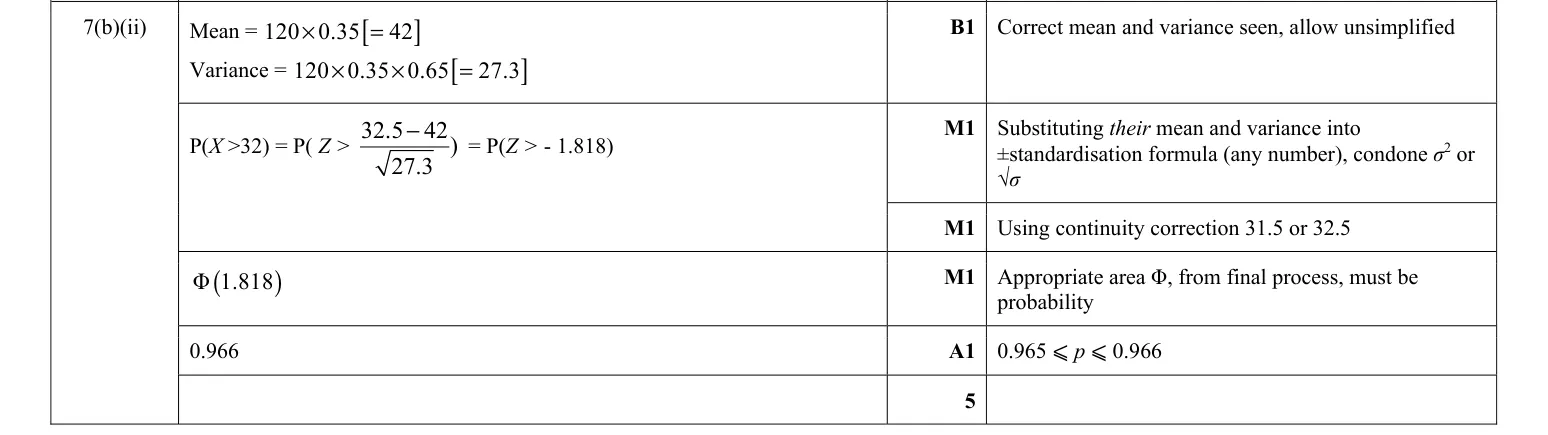 7(b)(ii)
Mean = 120×0.35[= 42]
Variance = 120×0.35×0.65[= 27.3]
B1
Correct mean and variance seen, allow unsimplified
P(X >32) = P( Z > (32.5 − 42)/√27.3) = P(Z > - 1.818)
M1
Substituting their mean and variance into
±standardisation formula (any number), condone σ² or
√σ
M1
Using continuity correction 31.5 or 32.5
Φ(1.818)
M1
Appropriate area Φ, from final process, must be
probability
0.966
A1
0.965 ⩽ p ⩽ 0.966
5